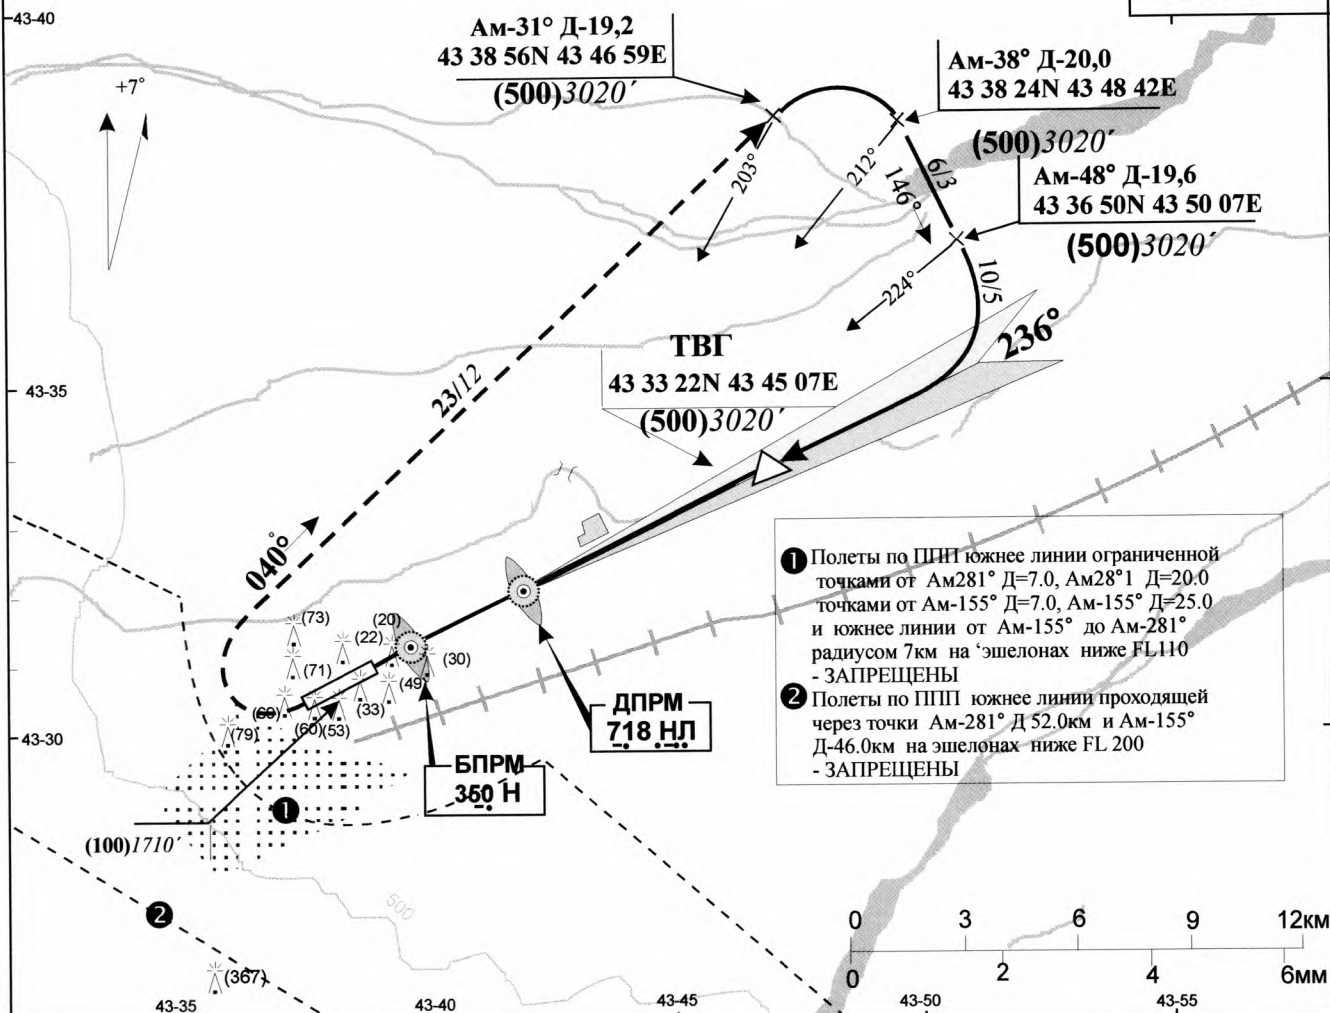 43-40
Ам-31° Д-19,2
43 38 56N 43 46 59E
(500)3020′
Ам-38° Д-20,0
43 38 24N 43 48 42E
(500)3020′
Ам-48° Д-19,6
43 36 50N 43 50 07E
(500)3020′
+7°
203°
212°
146°
6/3
224°
10/5
236°
ТВГ
43 33 22N 43 45 07E
(500)3020′
43-35
23/12
040°
❶ Полеты по ППП южнее линии ограниченной
точками от Ам281° Д=7.0, Ам28°1 Д=20.0
точками от Ам-155° Д=7.0, Ам-155° Д=25.0
и южнее линии от Ам-155° до Ам-281°
радиусом 7км на ‘эшелонах ниже FL110
- ЗАПРЕЩЕНЫ
❷ Полеты по ППП южнее линии проходящей
через точки Ам-281° Д 52.0км и Ам-155°
Д-46.0км на эшелонах ниже FL 200
- ЗАПРЕЩЕНЫ
(73)
(22)
(20)
(30)
(71)
(49)
(33)
(69)
(60)
(53)
(79)
43-30
ДПРМ
718 НЛ
БПРМ
350 Н
❶
(100)1710′
500
❷
(367)
0 3 6 9 12км
0 2 4 6мм
43-35
43-40
43-45
43-50
43-55